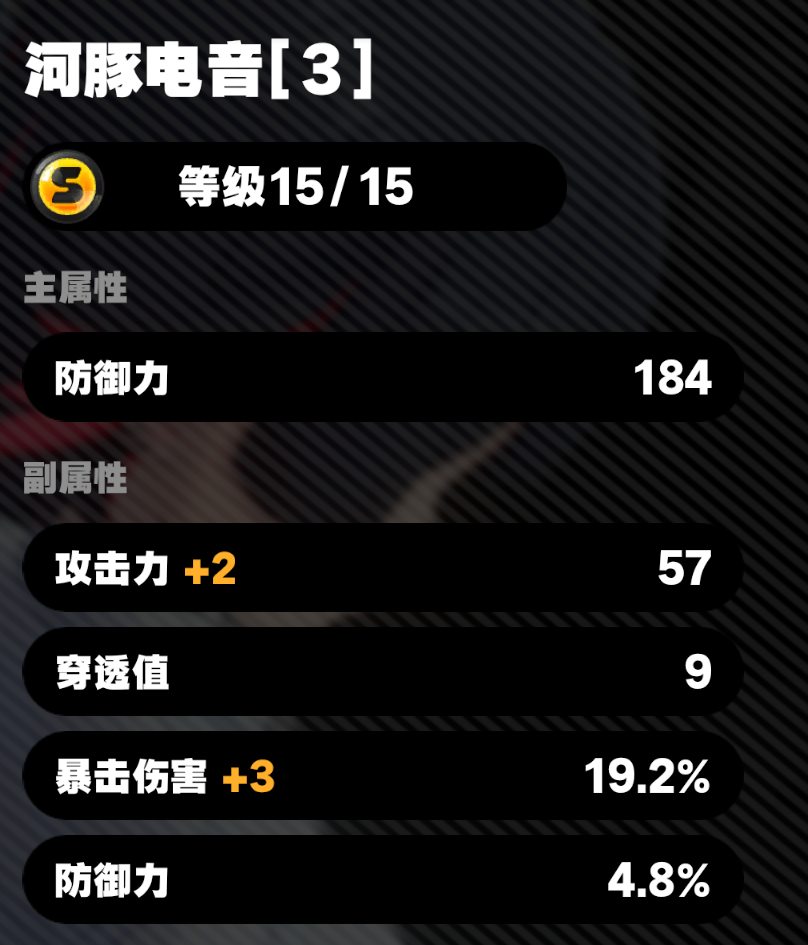 河豚电音[3]
S 等级15/15
主属性
防御力 184
副属性
攻击力 +2 57
穿透值 9
暴击伤害 +3 19.2%
防御力 4.8%